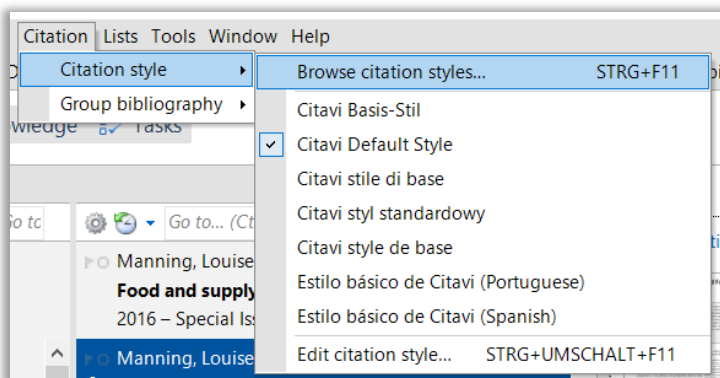 Citation Lists Tools Window Help
Citation style
Browse citation styles... STRG+F11
Group bibliography
Citavi Basis-Stil
Tasks
Citavi Default Style
Citavi stile di base
Citavi styl standardowy
Go to... (Ct
Citavi style de base
Manning, Louise
Estilo básico de Citavi (Portuguese)
Food and supply
Estilo básico de Citavi (Spanish)
2016 – Special Is
Edit citation style... STRG+UMSCHALT+F11
Manning, Louise